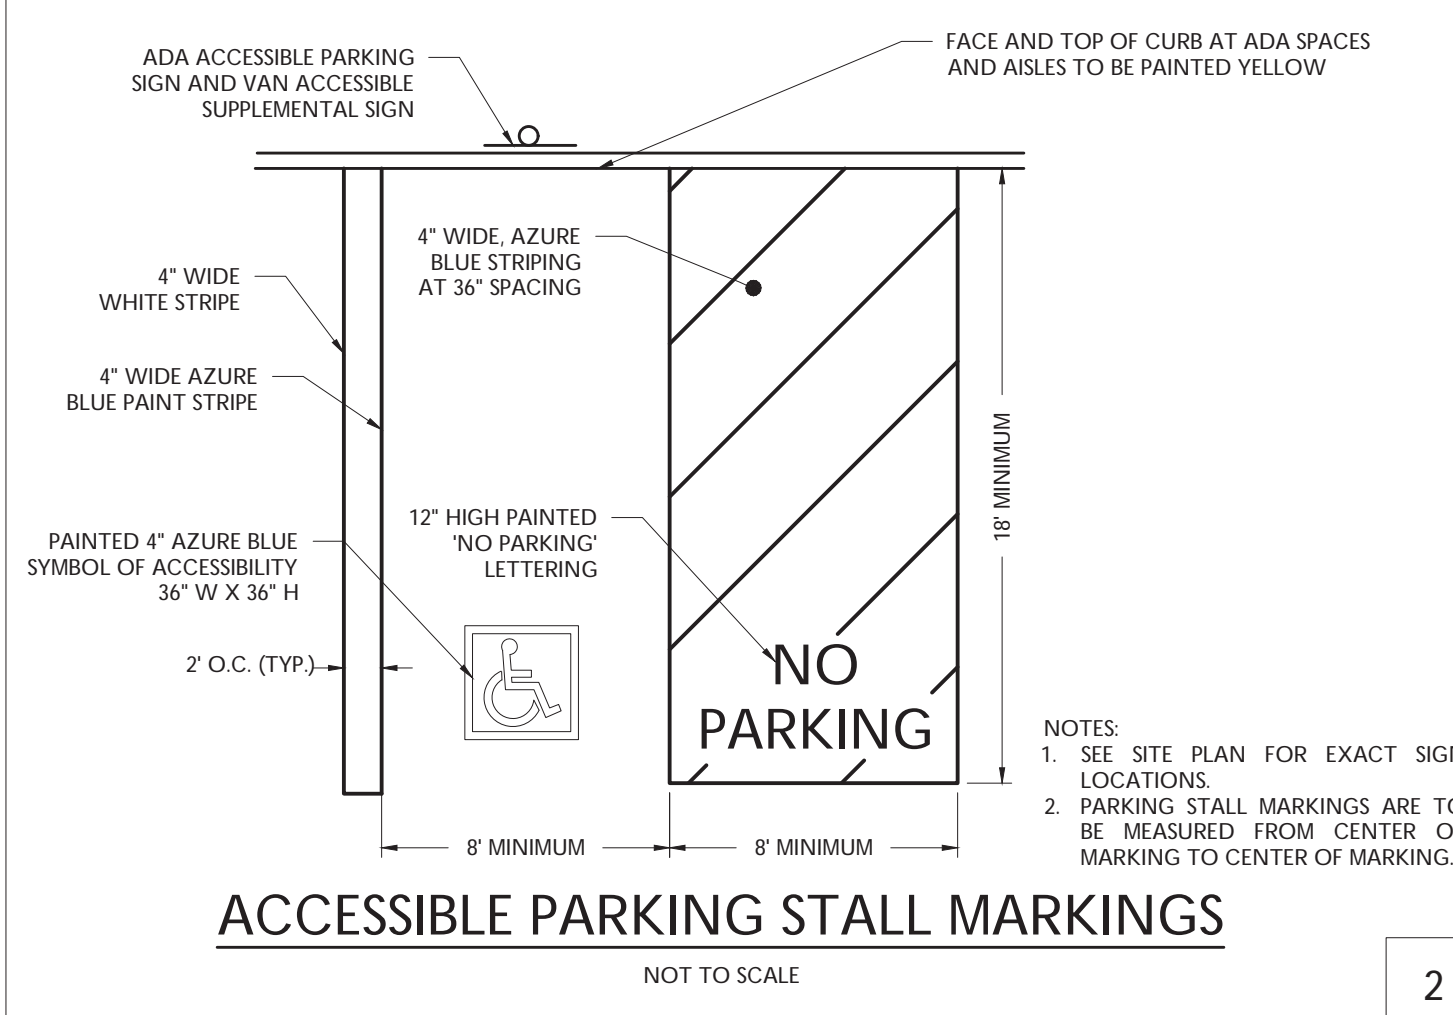 ADA ACCESSIBLE PARKING
SIGN AND VAN ACCESSIBLE
SUPPLEMENTAL SIGN
FACE AND TOP OF CURB AT ADA SPACES
AND AISLES TO BE PAINTED YELLOW
4" WIDE, AZURE
BLUE STRIPING
AT 36" SPACING
4" WIDE
WHITE STRIPE
4" WIDE AZURE
BLUE PAINT STRIPE
18' MINIMUM
12" HIGH PAINTED
'NO PARKING'
LETTERING
PAINTED 4" AZURE BLUE
SYMBOL OF ACCESSIBILITY
36" W X 36" H
2' O.C. (TYP.)
NO
PARKING
NOTES:
1. SEE SITE PLAN FOR EXACT
LOCATIONS.
2. PARKING STALL MARKINGS ARE
BE MEASURED FROM CENTER
MARKING TO CENTER OF MARKING.
8' MINIMUM
8' MINIMUM
ACCESSIBLE PARKING STALL MARKINGS
NOT TO SCALE
2